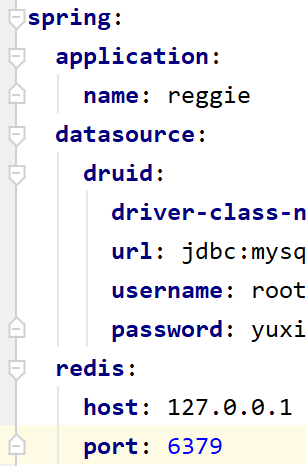 spring:
application:
name: reggie
datasource:
druid:
driver-class-n
url: jdbc:mysq
username: root
password: yuxi
redis:
host: 127.0.0.1
port: 6379